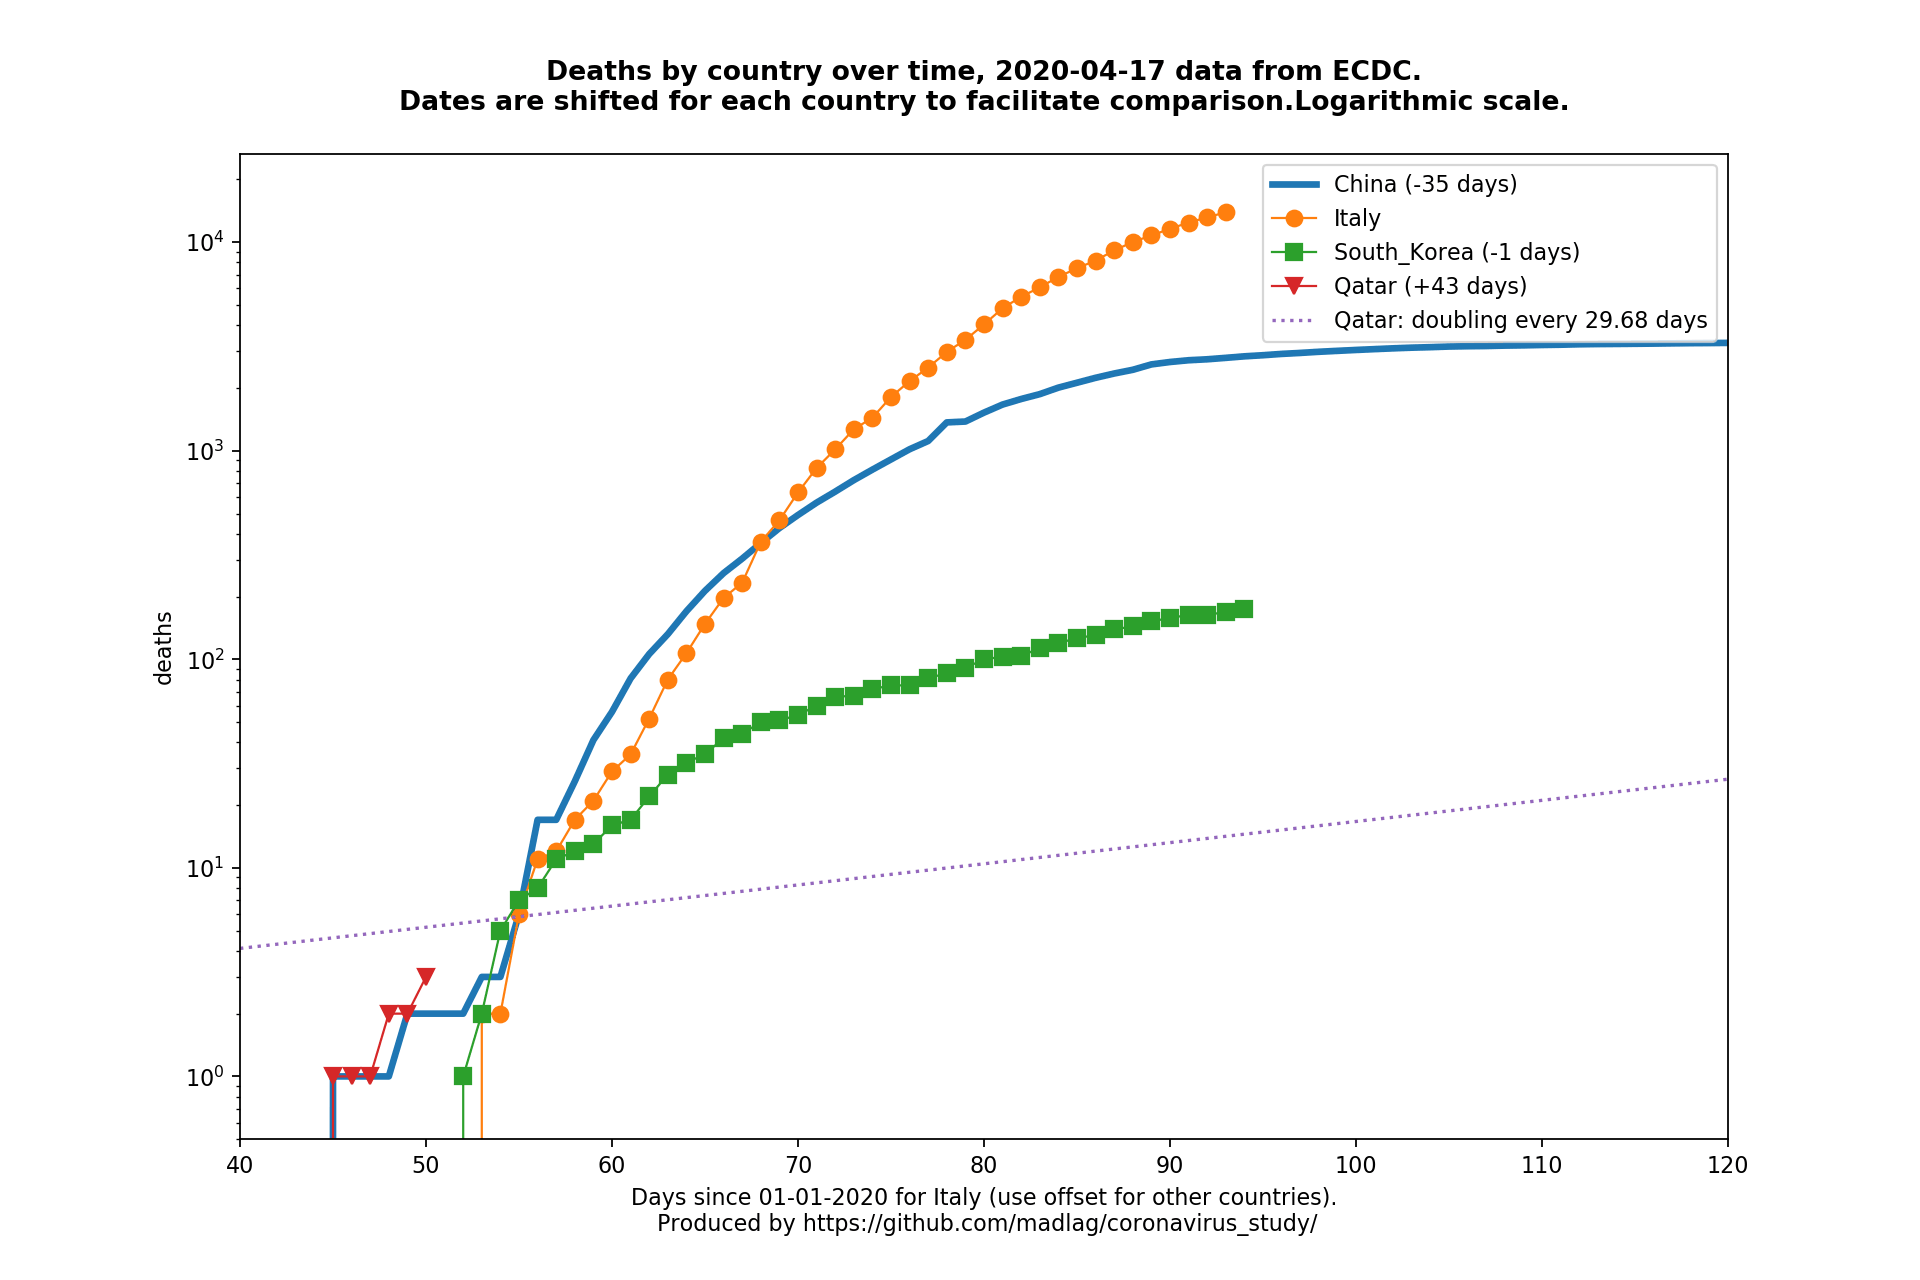 Deaths by country over time, 2020-04-17 data from ECDC.
Dates are shifted for each country to facilitate comparison.Logarithmic scale.
China (-35 days)
Italy
South_Korea (-1 days)
Qatar (+43 days)
Qatar: doubling every 29.68 days
deaths
10⁴
10³
10²
10¹
10⁰
40 50 60 70 80 90 100 110 120
Days since 01-01-2020 for Italy (use offset for other countries).
Produced by https://github.com/madlag/coronavirus_study/